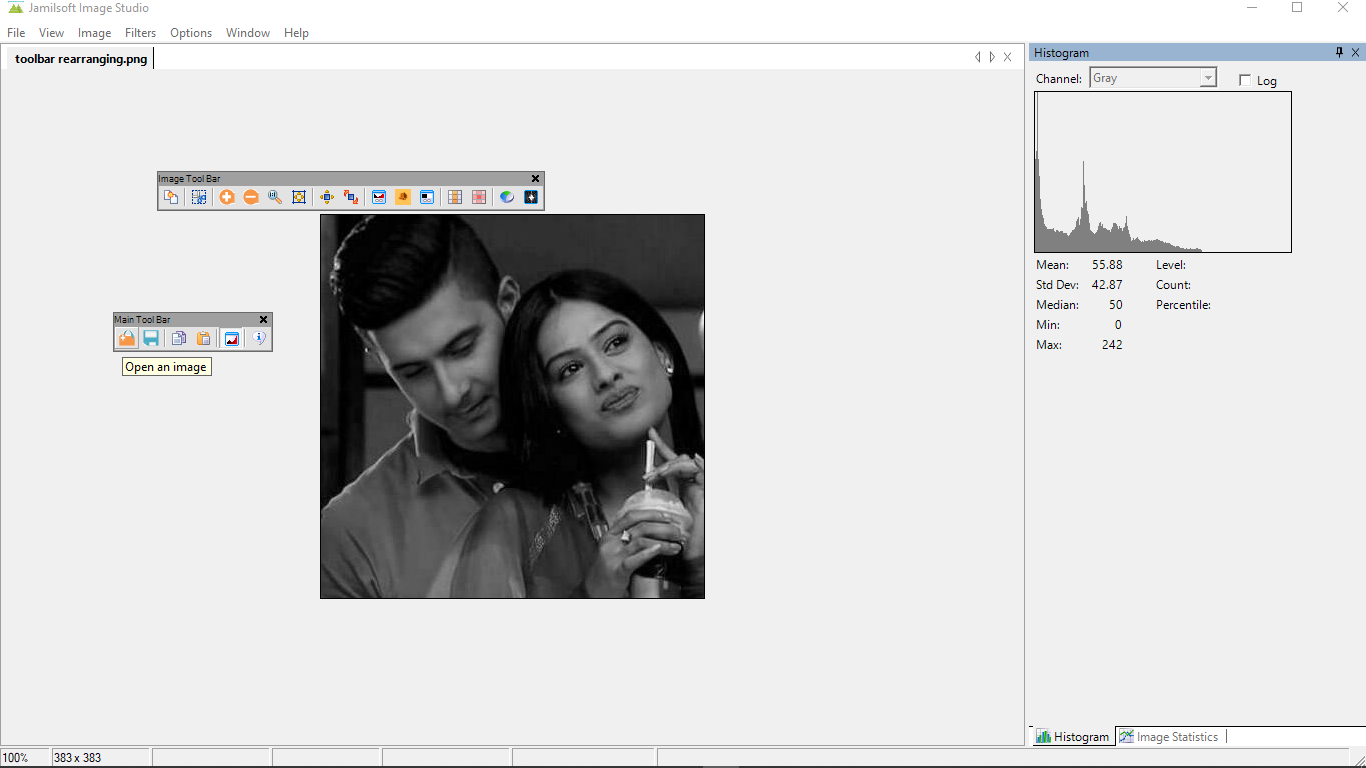 Jamilsoft Image Studio
File View Image Filters Options Window Help
toolbar rearranging.png
Histogram
Channel: Gray Log
Image Tool Bar
Mean: 55.88 Level:
Std Dev: 42.87 Count:
Median: 50 Percentile:
Min: 0
Max: 242
Main Tool Bar
Open an image
Histogram Image Statistics
100% 383 x 383